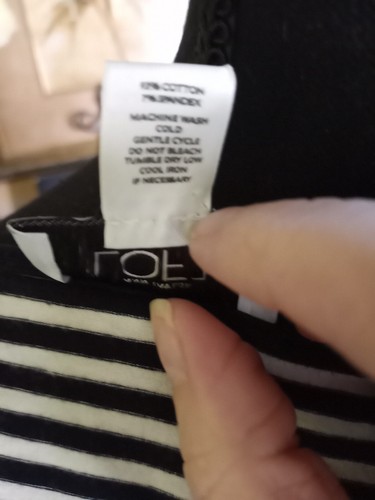 COTTON
7% SPANDEX
MACHINE WASH
COLD
GENTLE CYCLE
DO NOT BLEACH
TUMBLE DRY LOW
COOL IRON
IF NECESSARY
LOFT